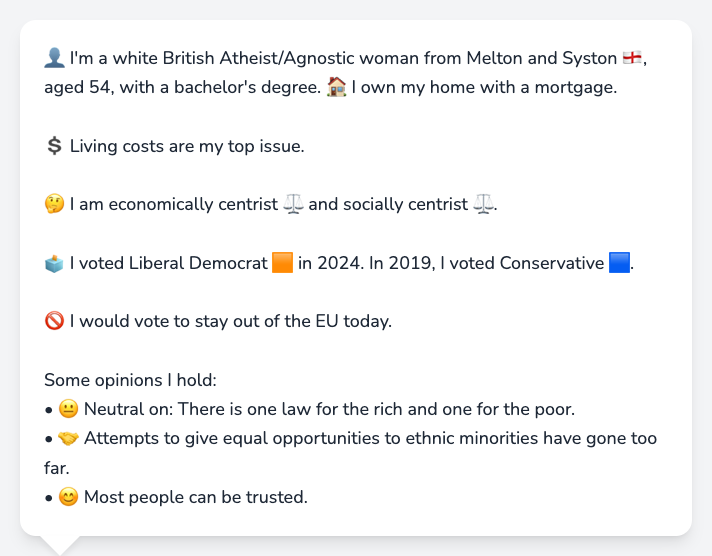 👤 I'm a white British Atheist/Agnostic woman from Melton and Syston 🏴󠁧󠁢󠁥󠁮󠁧󠁿,
aged 54, with a bachelor's degree. 🏠 I own my home with a mortgage.
💲 Living costs are my top issue.
🤔 I am economically centrist ⚖️ and socially centrist ⚖️.
🗳️ I voted Liberal Democrat 🟧 in 2024. In 2019, I voted Conservative 🟦.
🚫 I would vote to stay out of the EU today.
Some opinions I hold:
• 😐 Neutral on: There is one law for the rich and one for the poor.
• 🤝 Attempts to give equal opportunities to ethnic minorities have gone too
far.
• 😊 Most people can be trusted.